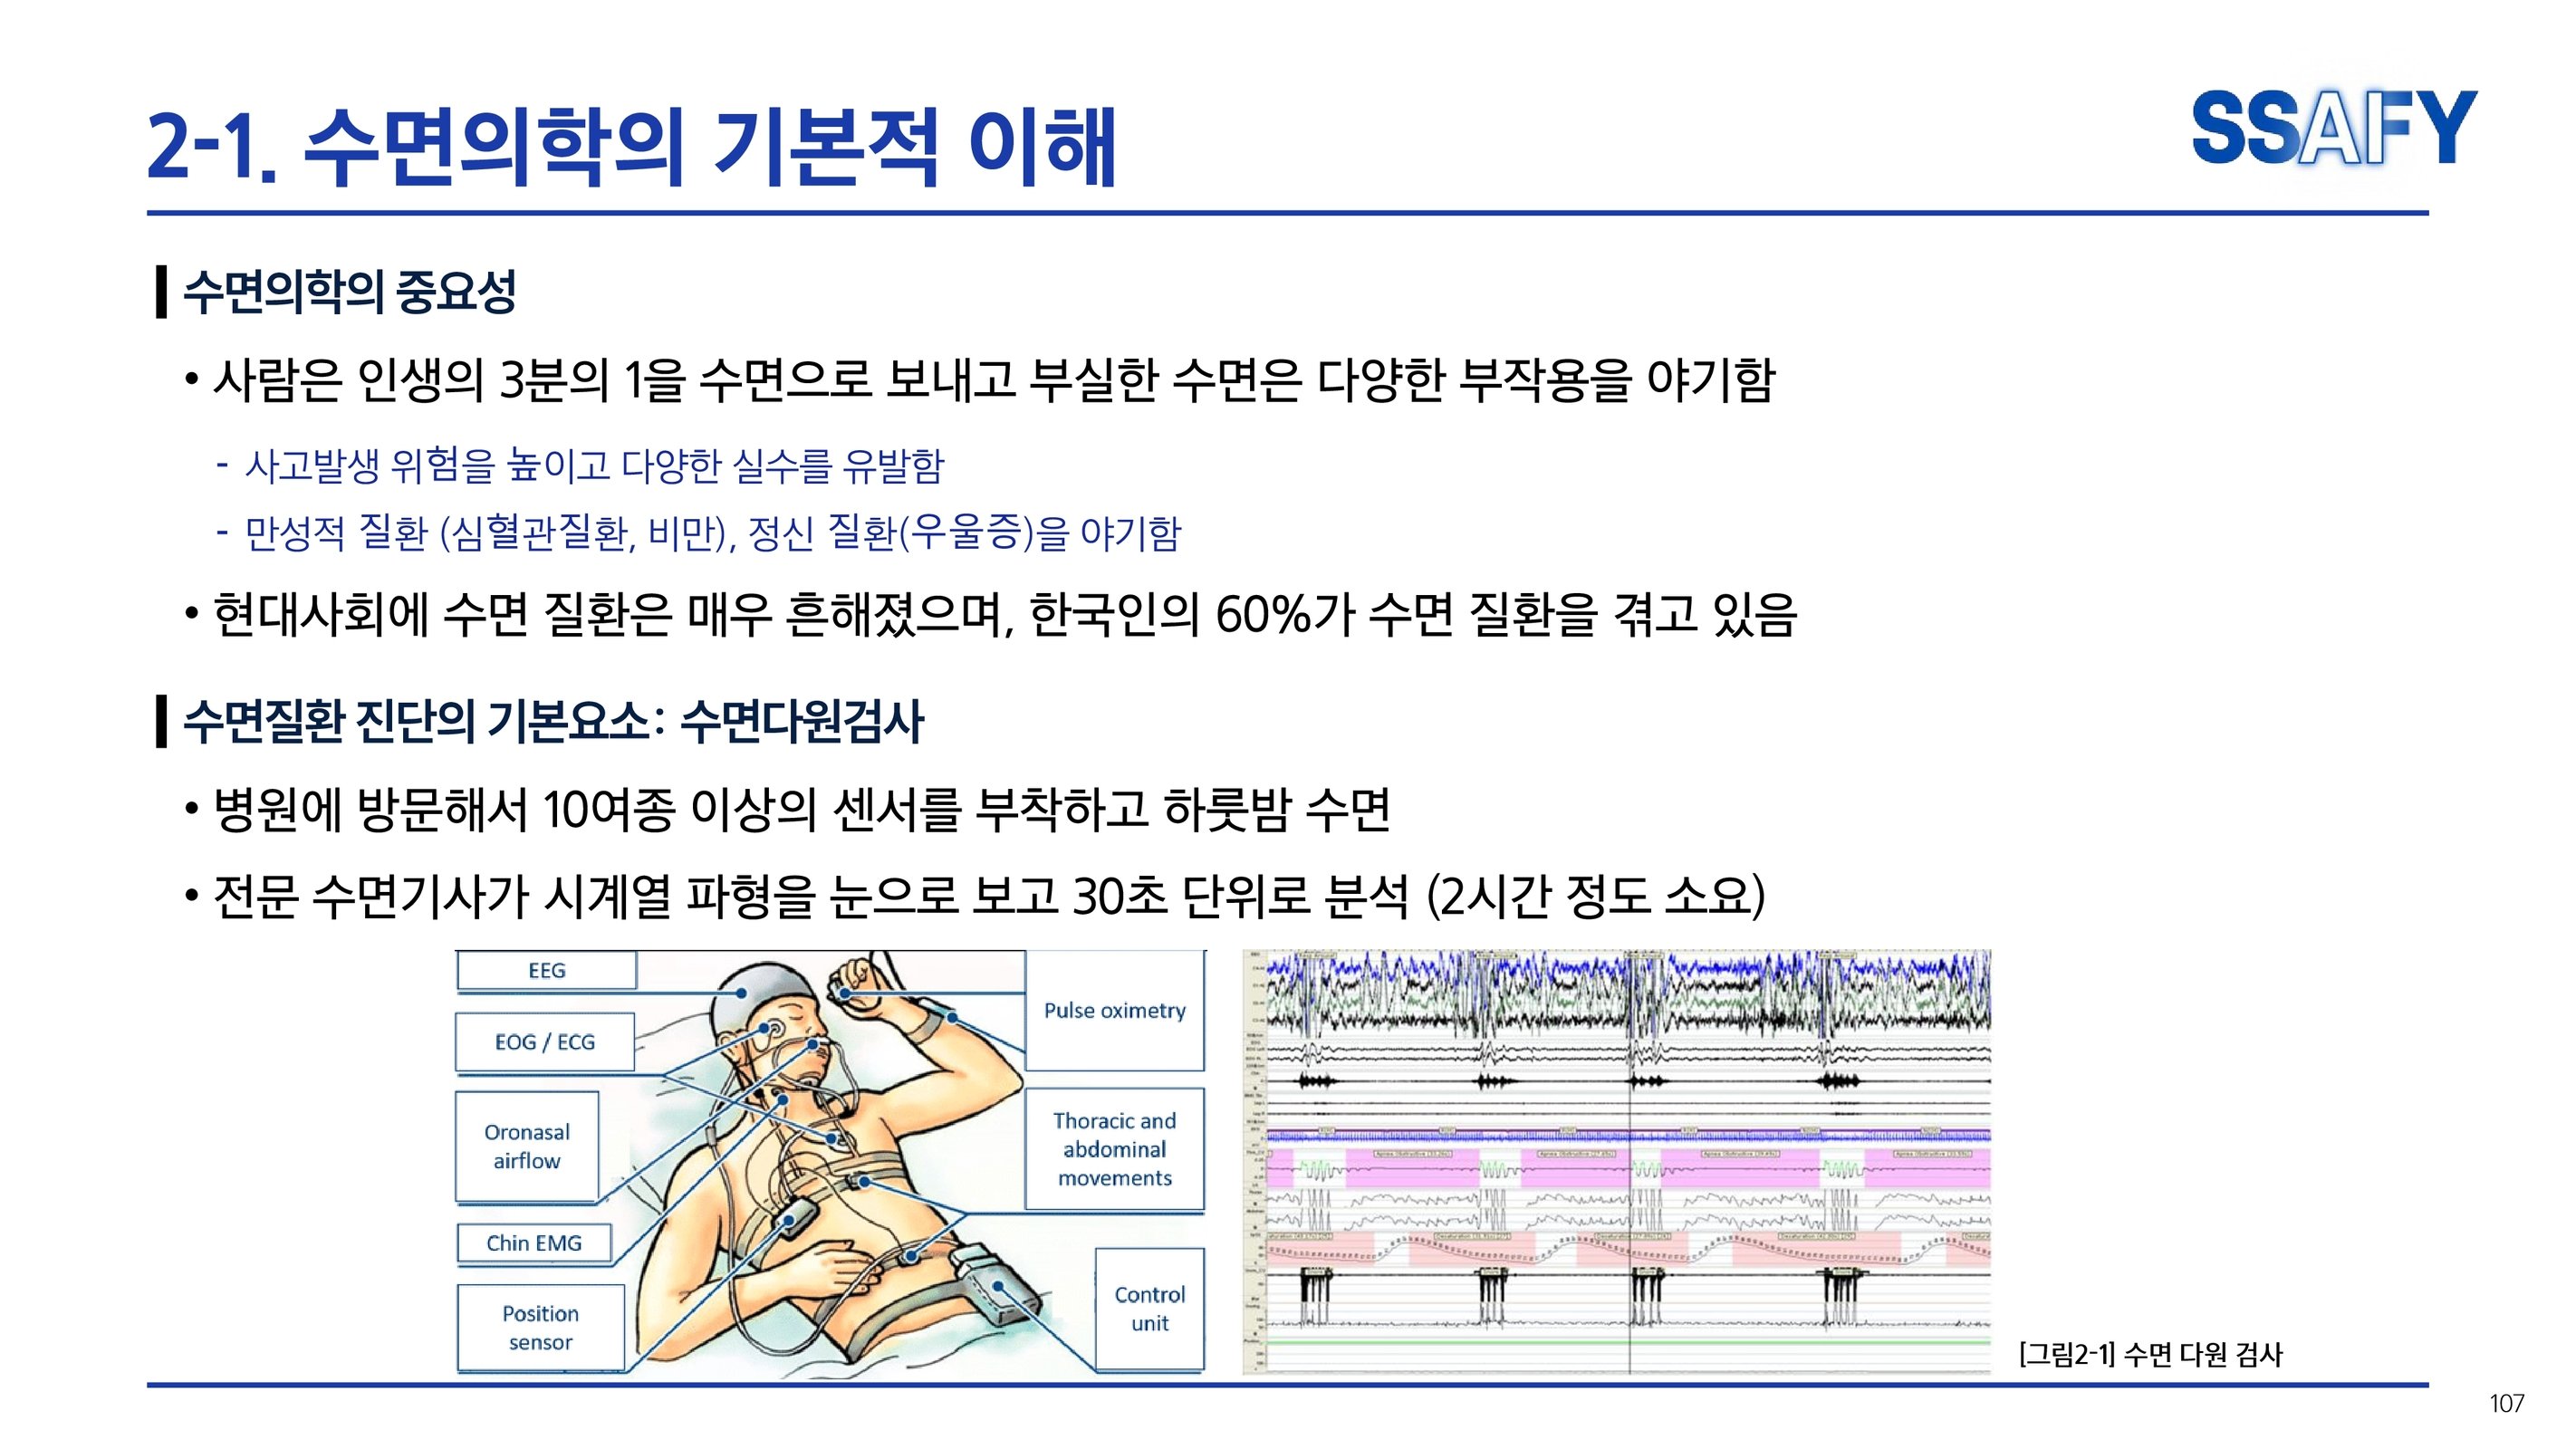 2-1. 수면의학의 기본적 이해
SSAFY
수면의학의 중요성
• 사람은 인생의 3분의 1을 수면으로 보내고 부실한 수면은 다양한 부작용을 야기함
- 사고발생 위험을 높이고 다양한 실수를 유발함
- 만성적 질환 (심혈관질환, 비만), 정신 질환(우울증)을 야기함
• 현대사회에 수면 질환은 매우 흔해졌으며, 한국인의 60%가 수면 질환을 겪고 있음
수면질환 진단의 기본요소: 수면다원검사
• 병원에 방문해서 10여종 이상의 센서를 부착하고 하룻밤 수면
• 전문 수면기사가 시계열 파형을 눈으로 보고 30초 단위로 분석 (2시간 정도 소요)
EEG
EOG / ECG
Oronasal
airflow
Chin EMG
Position
sensor
Pulse oximetry
Thoracic and
abdominal
movements
Control
unit
[그림2-1] 수면 다원 검사
107